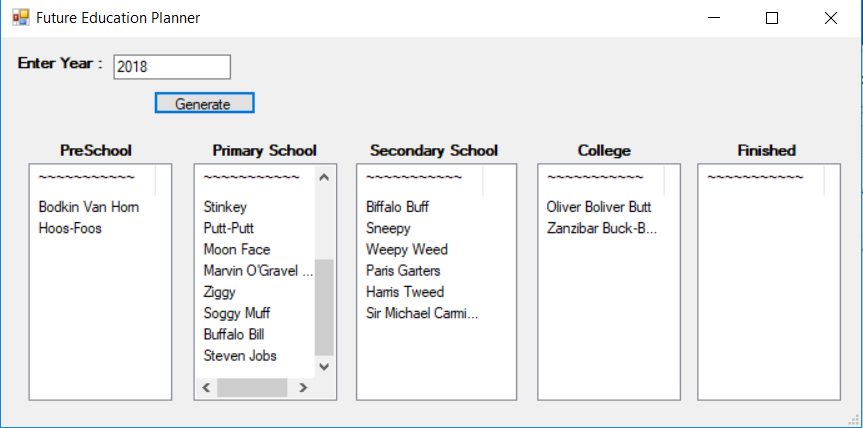 Future Education Planner
Enter Year :
2018
Generate
PreSchool
~~~~~~~~~~~
Bodkin Van Horn
Hoos-Foos
Primary School
~~~~~~~~~~~
Stinkey
Putt-Putt
Moon Face
Marvin O'Gravel ...
Ziggy
Soggy Muff
Buffalo Bill
Steven Jobs
Secondary School
~~~~~~~~~~~
Biffalo Buff
Sneepy
Weepy Weed
Paris Garters
Harris Tweed
Sir Michael Carmi...
College
~~~~~~~~~~~
Oliver Boliver Butt
Zanzibar Buck-B...
Finished
~~~~~~~~~~~